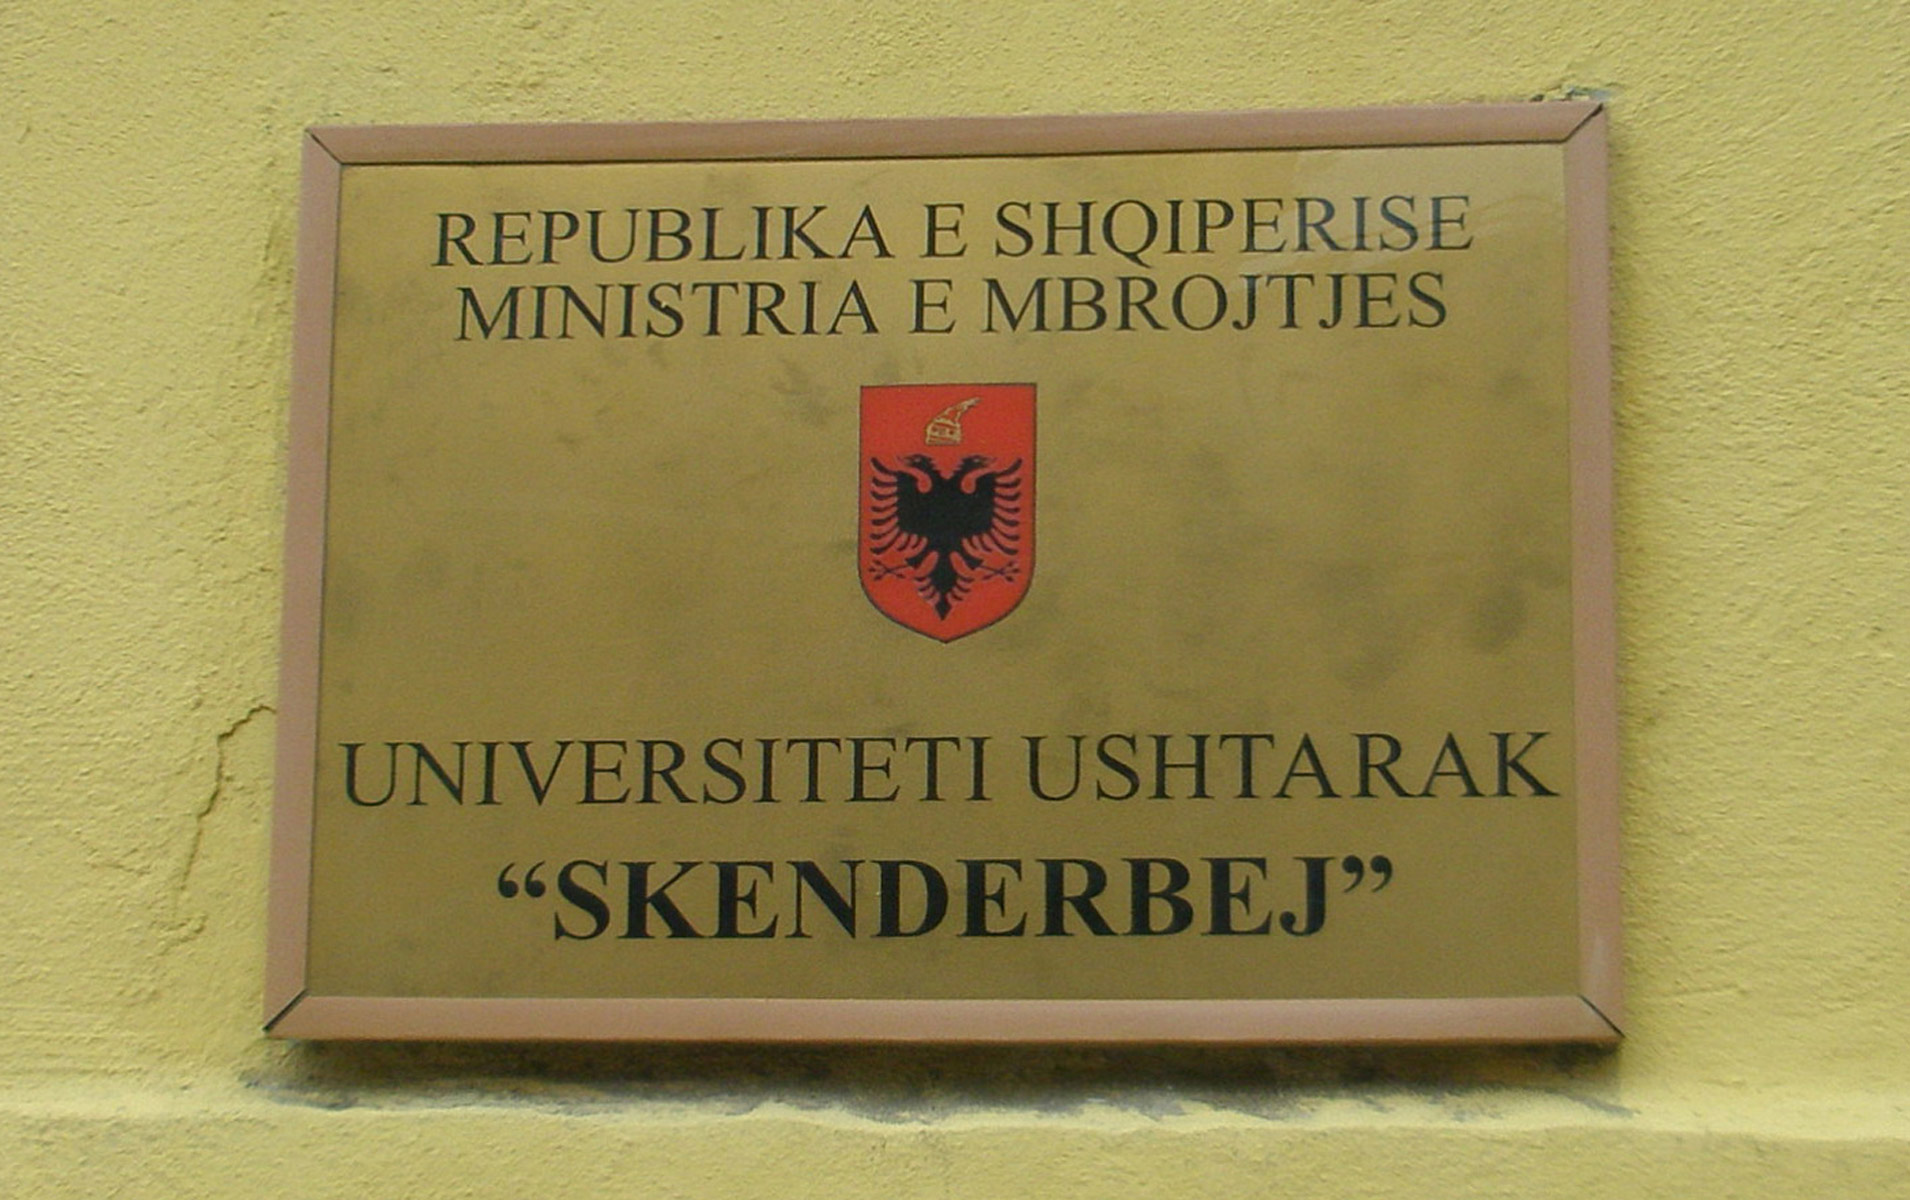 REPUBLIKA E SHQIPERISE
MINISTRIA E MBROJTJES
UNIVERSITETI USHTARAK
“SKENDERBEJ”